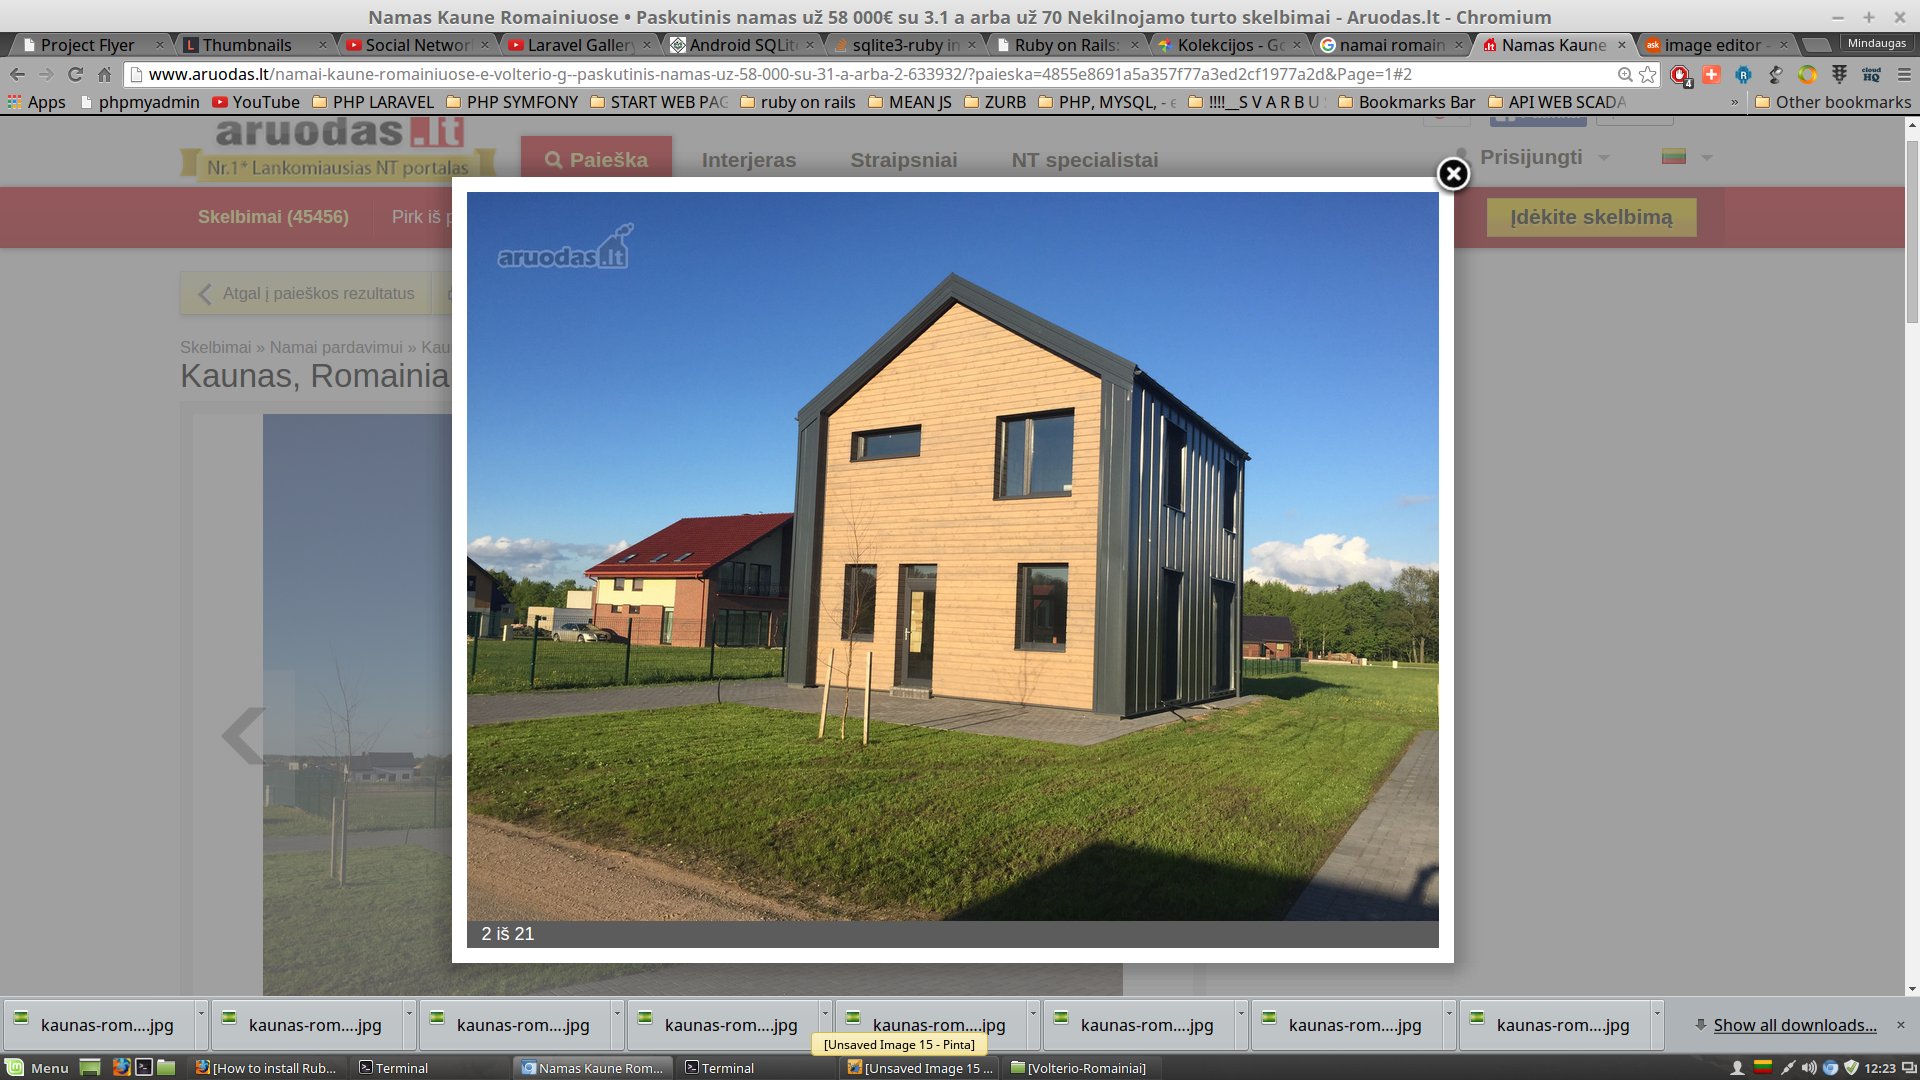 Namas Kaune Romainiuose • Paskutinis namas už 58 000€ su 3.1 a arba už 70 Nekilnojamo turto skelbimai - Aruodas.lt - Chromium
Project Flyer
Thumbnails
Social Networ
Laravel Gallery
Android SQLite
sqlite3-ruby in
Ruby on Rails:
Kolekcijos - Go
namai romain
Namas Kaune
image editor -
Mindaugas
www.aruodas.lt/namai-kaune-romainiuose-e-volterio-g--paskutinis-namas-uz-58-000-su-31-a-arba-2-633932/?paieska=4855e8691a5a357f77a3ed2cf1977a2d&Page=1#2
Apps
phpmyadmin
YouTube
PHP LARAVEL
PHP SYMFONY
START WEB PAG
ruby on rails
MEAN JS
ZURB
PHP, MYSQL, - e
!!!!__S V A R B U
Bookmarks Bar
API WEB SCADA
» Other bookmarks
aruodas.lt
Nr.1* Lankomiausias NT portalas
Paieška
Interjeras
Straipsniai
NT specialistai
Prisijungti
Skelbimai (45456)
Pirk iš p
Įdėkite skelbimą
Atgal į paieškos rezultatus
Skelbimai » Namai pardavimui » Kau
Kaunas, Romainia
aruodas.lt
2 iš 21
kaunas-rom....jpg
kaunas-rom....jpg
kaunas-rom....jpg
kaunas-rom....jpg
kaunas-rom....jpg
kaunas-rom....jpg
kaunas-rom....jpg
kaunas-rom....jpg
Show all downloads...
[Unsaved Image 15 - Pinta]
Menu
[How to install Rub...
Terminal
Namas Kaune Rom...
Terminal
[Unsaved Image 15 ...
[Volterio-Romainiai]
12:23